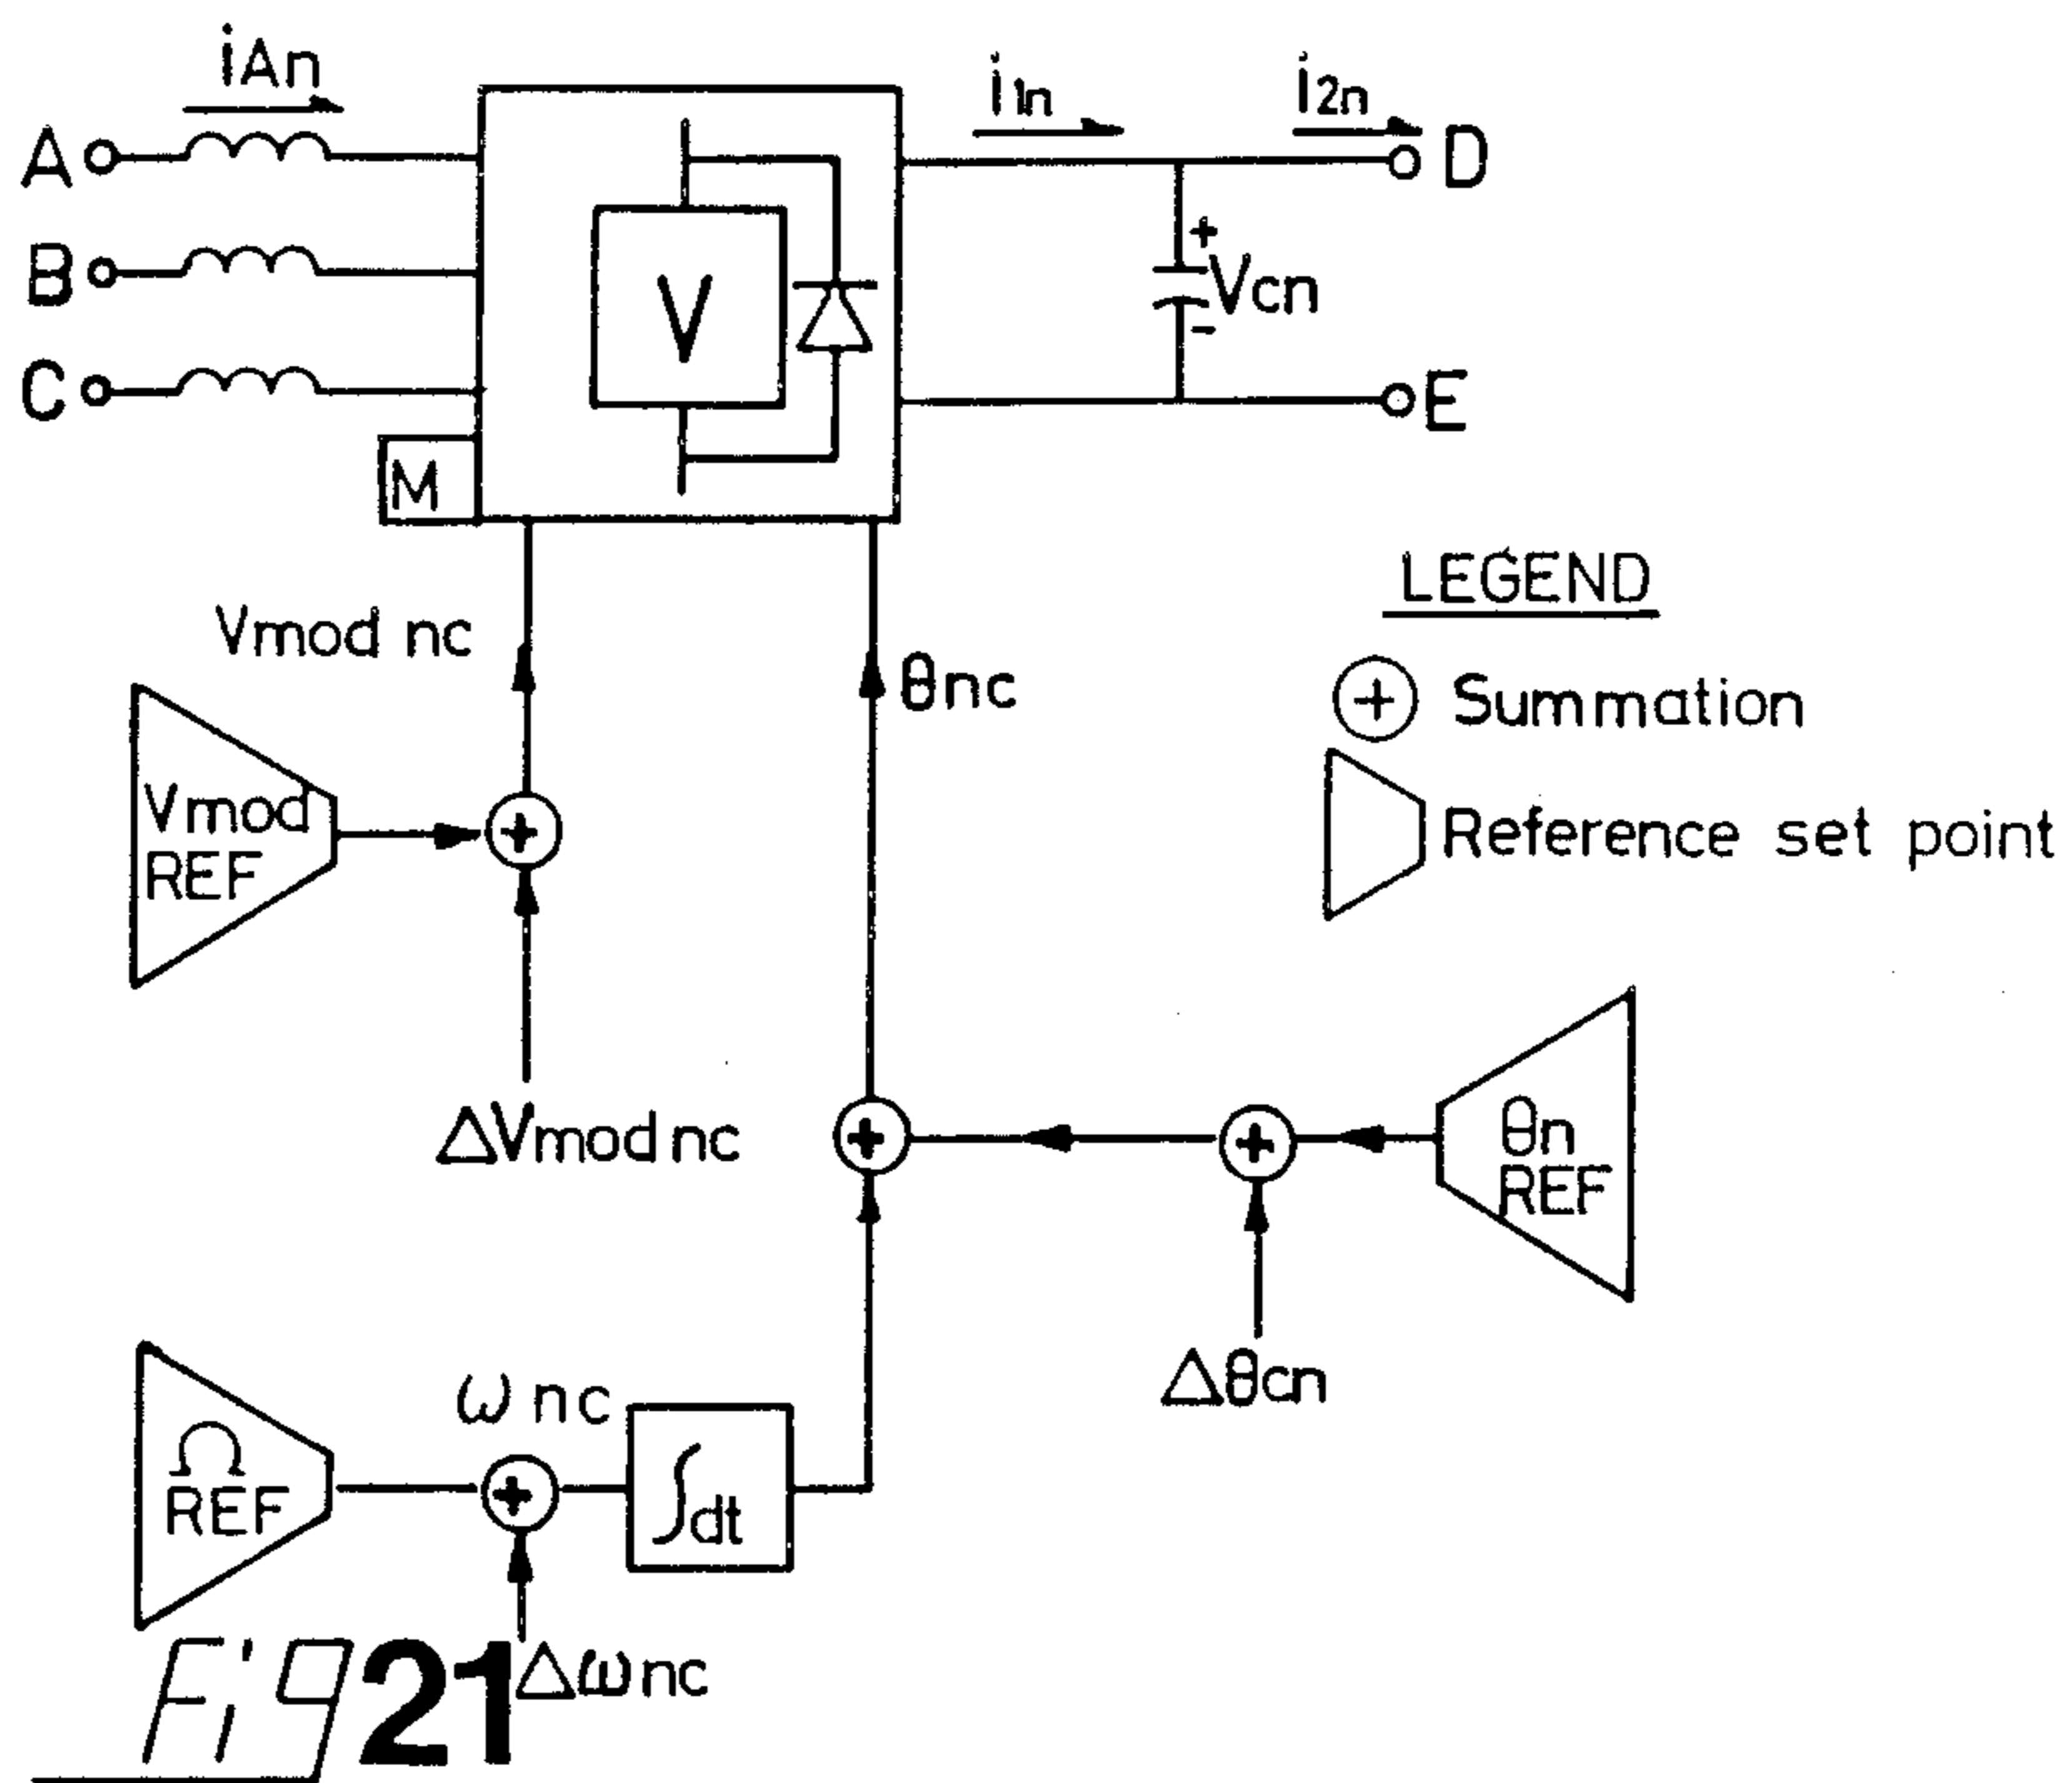 iAn
i1n
i2n
A
D
B
V
+
Vcn
-
C
E
M
LEGEND
Vmod nc
θnc
+ Summation
Vmod
REF
+
Reference set point
ΔVmod nc
+
+
θn
REF
Δθcn
ω nc
Ω
REF
+
∫dt
Δωnc
Fig 21